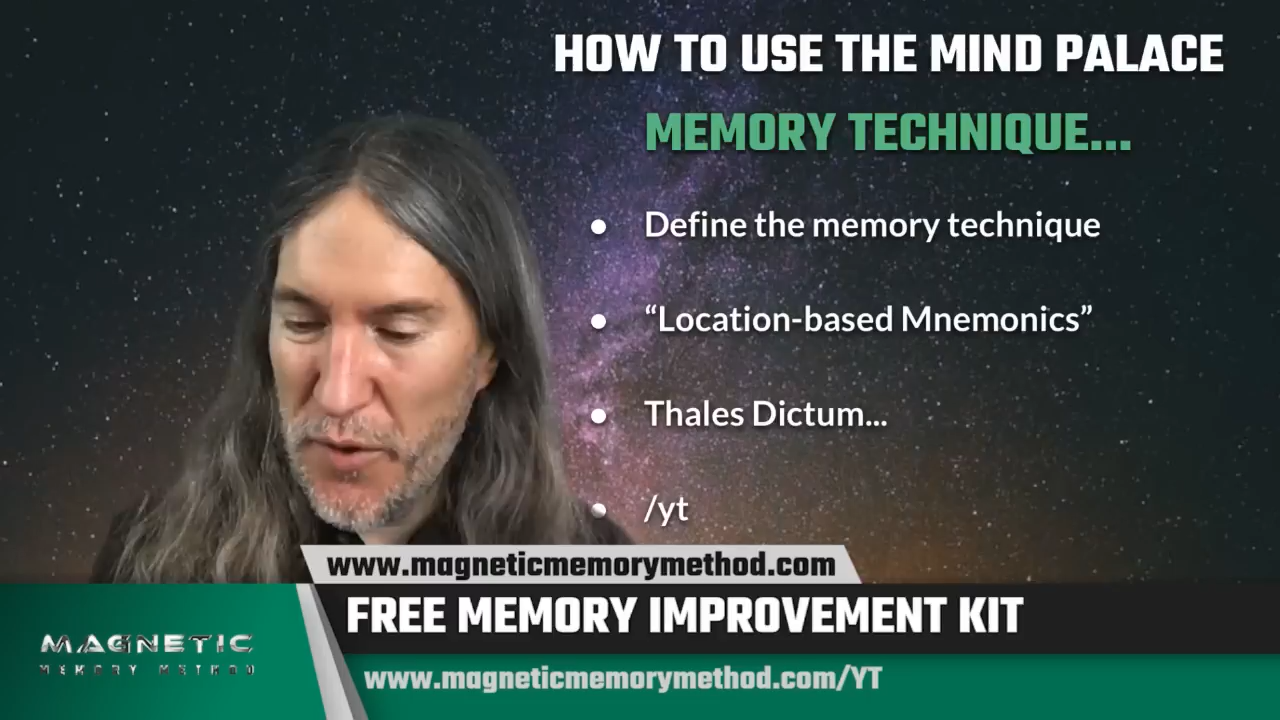 HOW TO USE THE MIND PALACE
MEMORY TECHNIQUE...
● Define the memory technique
● “Location-based Mnemonics”
● Thales Dictum...
● /yt
www.magneticmemorymethod.com
FREE MEMORY IMPROVEMENT KIT
MAGNETIC
MEMORY METHOD
www.magneticmemorymethod.com/YT